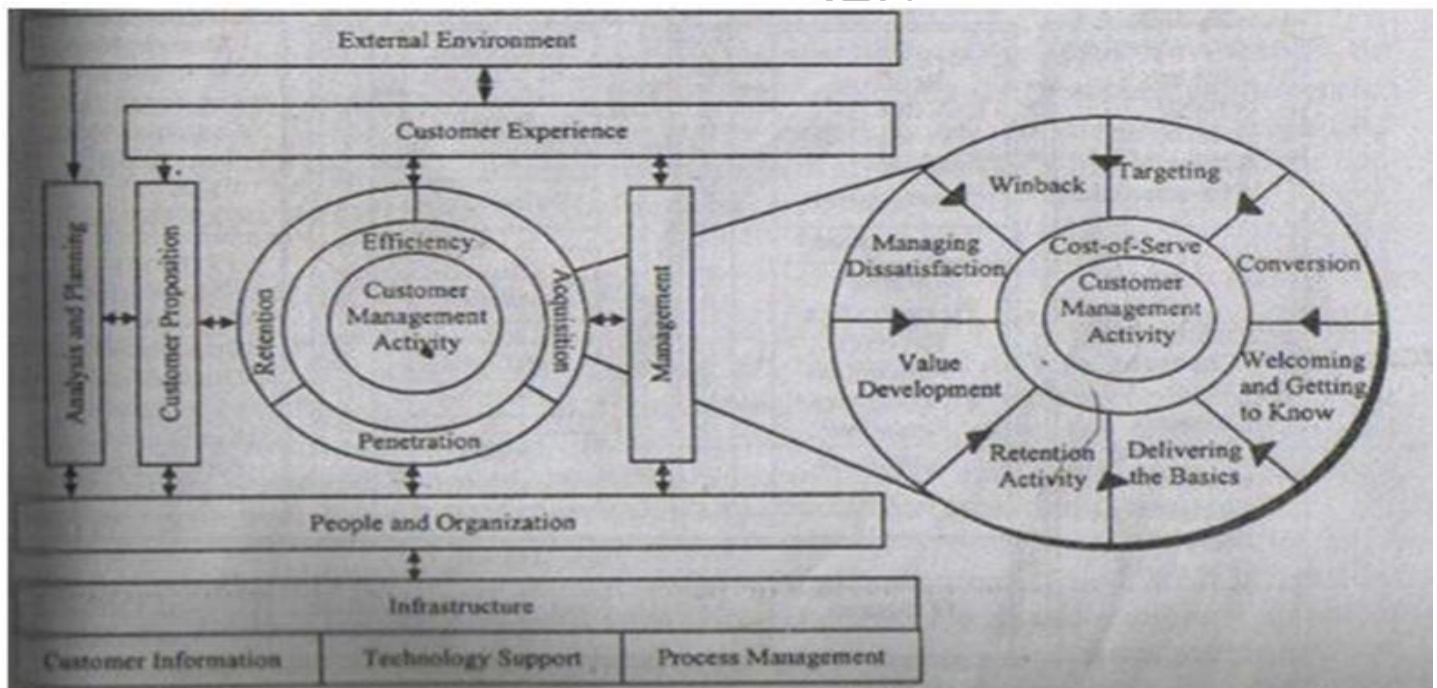 External Environment
Customer Experience
Analysis and Planning
Customer Proposition
Retention
Efficiency
Acquisition
Customer
Management
Activity
Penetration
Management
Winback
Targeting
Managing
Dissatisfaction
Cost-of-Serve
Conversion
Customer
Management
Activity
Value
Development
Welcoming
and Getting
to Know
Retention
Activity
Delivering
the Basics
People and Organization
Infrastructure
Customer Information
Technology Support
Process Management